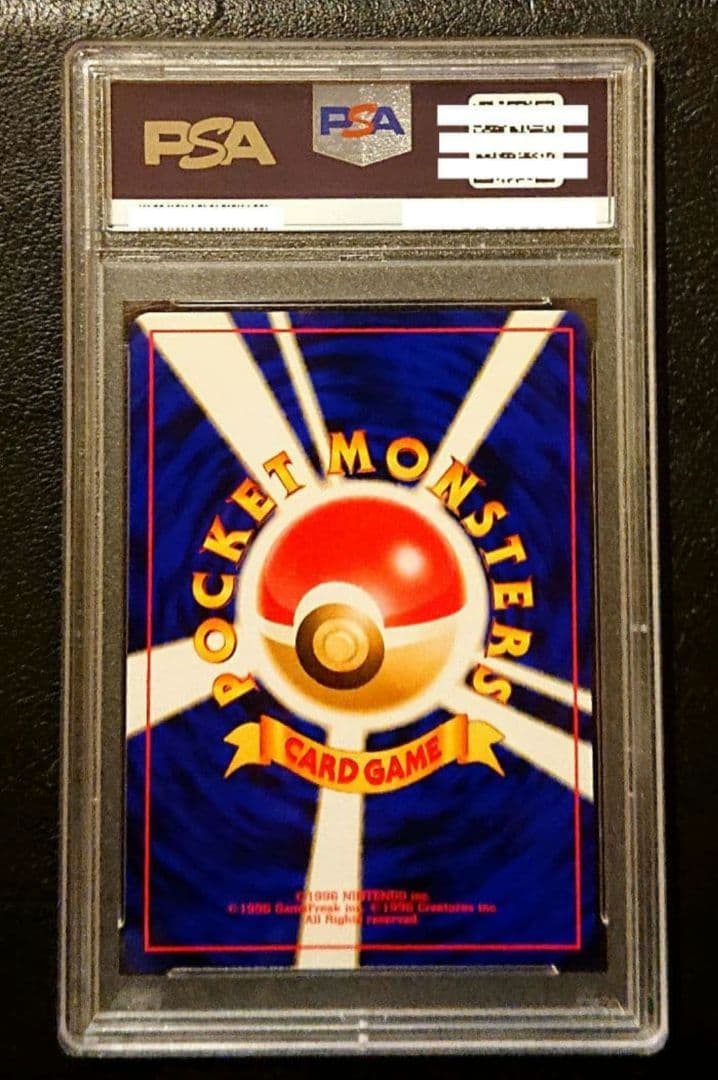 PSA
PSA
POCKET MONSTERS
CARD GAME
©1996 NINTENDO inc.
©1996 GameFreak inc. ©1996 Creatures inc.
All Rights reserved.